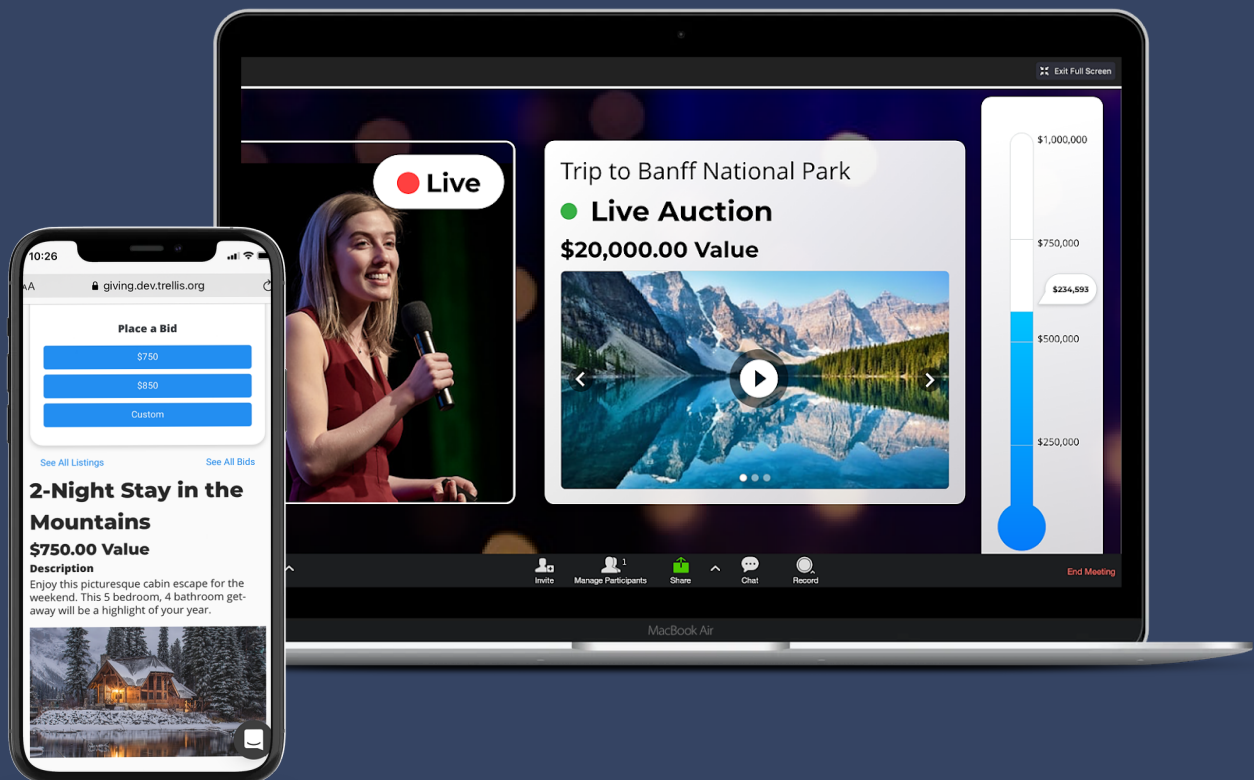 Exit Full Screen
Live
Trip to Banff National Park
Live Auction
$20,000.00 Value
$1,000,000
$750,000
$234,593
$500,000
$250,000
Invite
Manage Participants
1
Share
Chat
Record
End Meeting
MacBook Air
10:26
AA
giving.dev.trellis.org
Place a Bid
$750
$850
Custom
See All Listings
See All Bids
2-Night Stay in the
Mountains
$750.00 Value
Description
Enjoy this picturesque cabin escape for the
weekend. This 5 bedroom, 4 bathroom get-
away will be a highlight of your year.